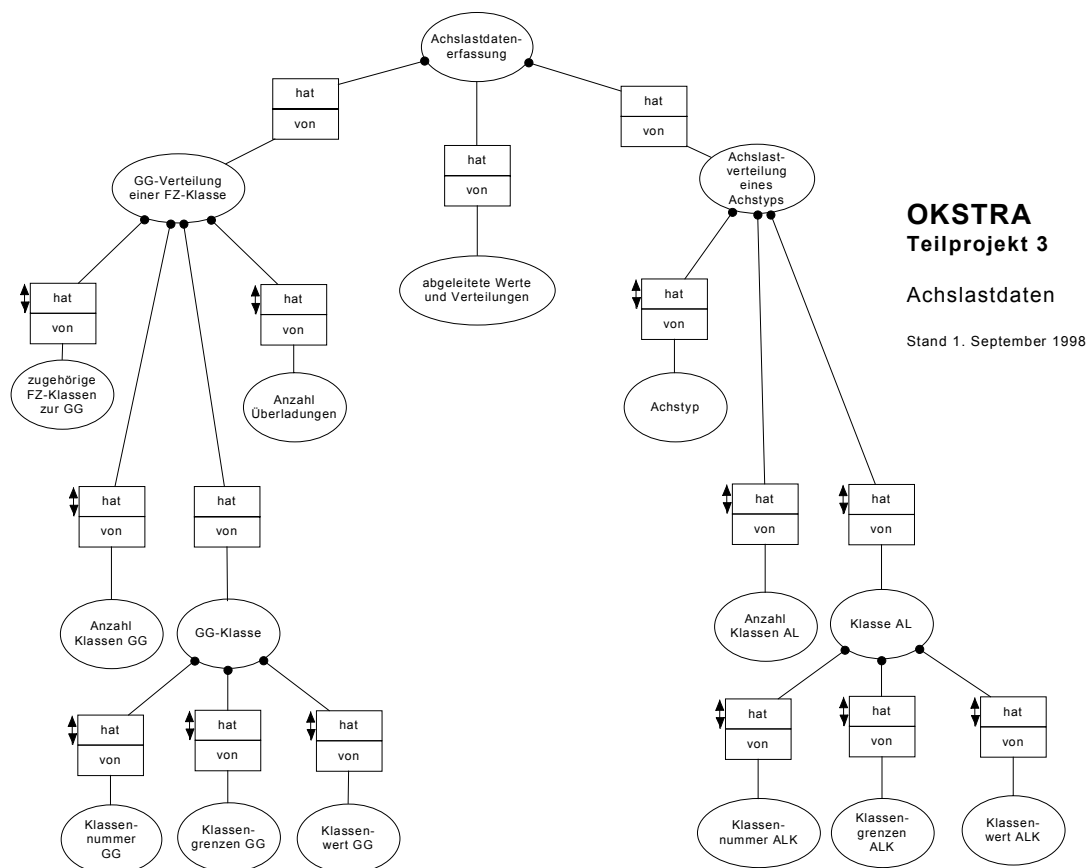 Achslastdaten-
erfassung
hat
von
hat
von
hat
von
GG-Verteilung
einer FZ-Klasse
Achslast-
verteilung
eines
Achstyps
OKSTRA
Teilprojekt 3
Achslastdaten
Stand 1. September 1998
abgeleitete Werte
und Verteilungen
hat
von
hat
von
hat
von
zugehörige
FZ-Klassen
zur GG
Anzahl
Überladungen
Achstyp
hat
von
hat
von
hat
von
hat
von
Anzahl
Klassen GG
GG-Klasse
Anzahl
Klassen AL
Klasse AL
hat
von
hat
von
hat
von
hat
von
hat
von
hat
von
Klassen-
nummer
GG
Klassen-
grenzen GG
Klassen-
wert GG
Klassen-
nummer ALK
Klassen-
grenzen
ALK
Klassen-
wert ALK